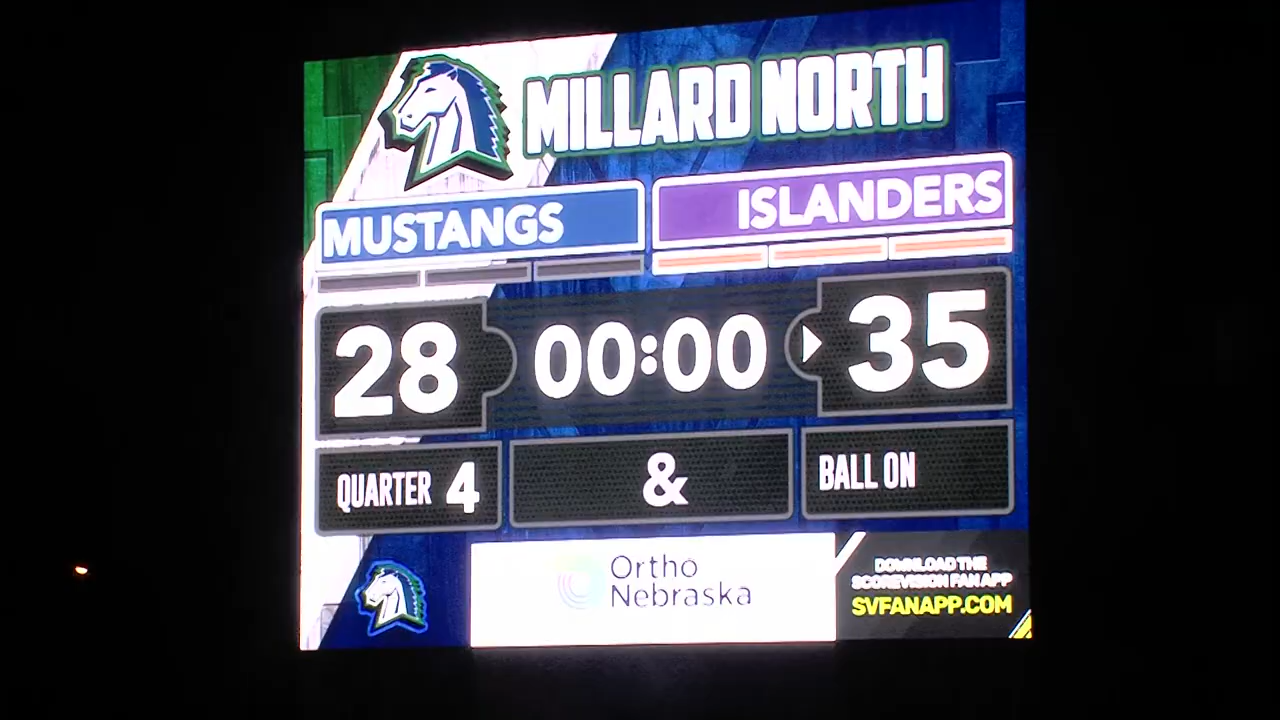 MILLARD NORTH
MUSTANGS
ISLANDERS
28
00:00
35
QUARTER 4
&
BALL ON
Ortho
Nebraska
DOWNLOAD THE
SCOREVISION FAN APP
SVFANAPP.COM